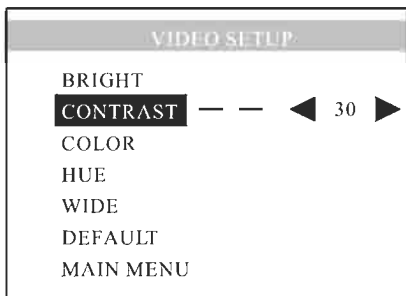 VIDEO SETUP
BRIGHT
CONTRAST — — ◀ 30 ▶
COLOR
HUE
WIDE
DEFAULT
MAIN MENU